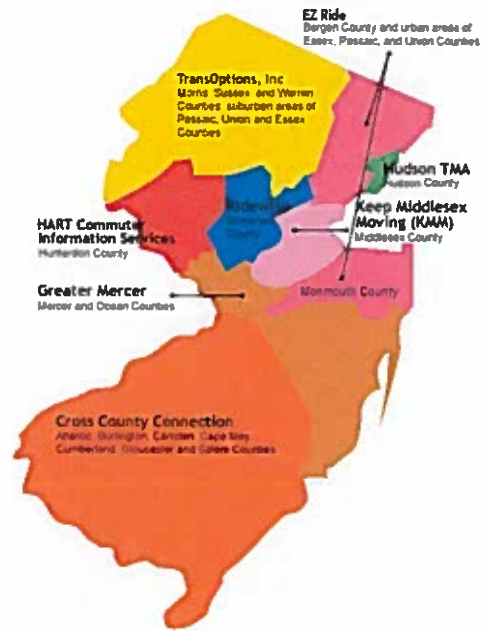 EZ Ride
Bergen County and urban areas of
Essex, Passaic, and Union Counties
TransOptions, Inc
Morris, Sussex and Warren
Counties, suburban areas of
Passaic, Union and Essex
Counties
Hudson TMA
Hudson County
Ridewise
Somerset
County
Keep Middlesex
Moving (KMM)
Middlesex County
HART Commuter
Information Services
Hunterdon County
Greater Mercer
Mercer and Ocean Counties
Monmouth County
Cross County Connection
Atlantic, Burlington, Camden, Cape May,
Cumberland, Gloucester and Salem Counties